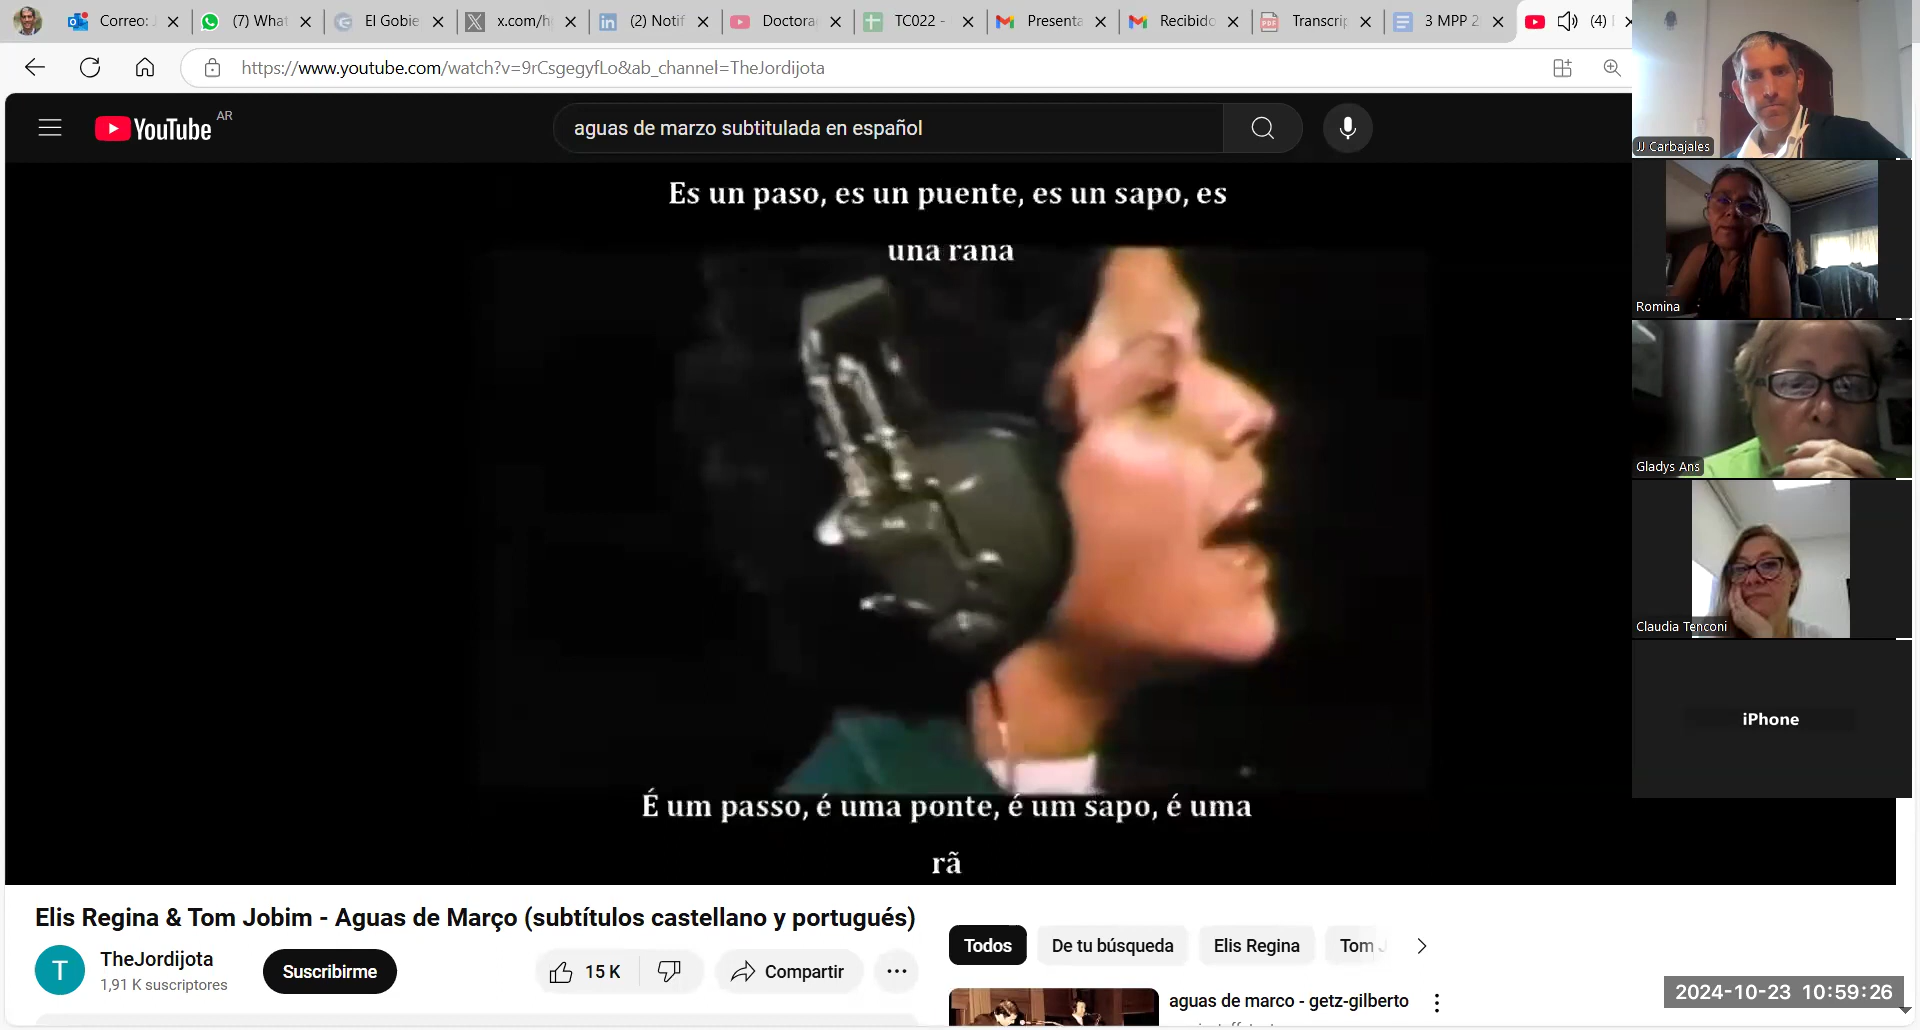 Correo: J
(7) What
El Gobie
x.com/h
(2) Notif
Doctora
TC022 -
Presenta
Recibido
Transcrip
3 MPP 2
(4)
https://www.youtube.com/watch?v=9rCsgegyfLo&ab_channel=TheJordijota
YouTube
AR
aguas de marzo subtitulada en español
JJ Carbajales
Es un paso, es un puente, es un sapo, es
una rana
Romina
Gladys Ans
Claudia Tenconi
iPhone
É um passo, é uma ponte, é um sapo, é uma
rã
Elis Regina & Tom Jobim - Aguas de Março (subtítulos castellano y portugués)
T
TheJordijota
1,91 K suscriptores
Suscribirme
15 K
Compartir
Todos
De tu búsqueda
Elis Regina
Tom J
aguas de marco - getz-gilberto
2024-10-23 10:59:26